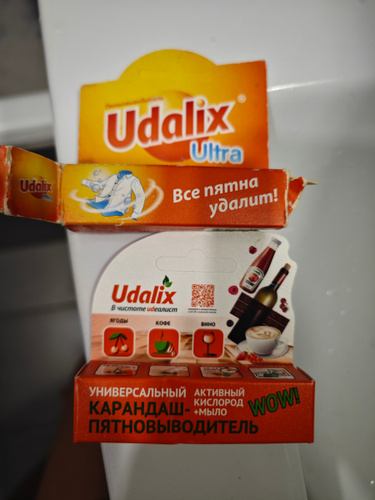 Udalix®
Ultra
Udalix
Ultra
Все пятна
удалит!
Udalix
В чистоте идеалист
ЯГОДЫ
КОФЕ
ВИНО
УНИВЕРСАЛЬНЫЙ
КАРАНДАШ-
ПЯТНОВЫВОДИТЕЛЬ
АКТИВНЫЙ
КИСЛОРОД
+МЫЛО
WOW!